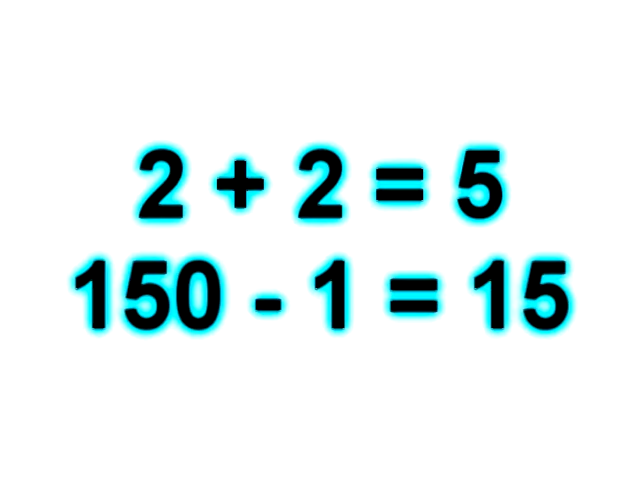 2 + 2 = 5
150 - 1 = 15